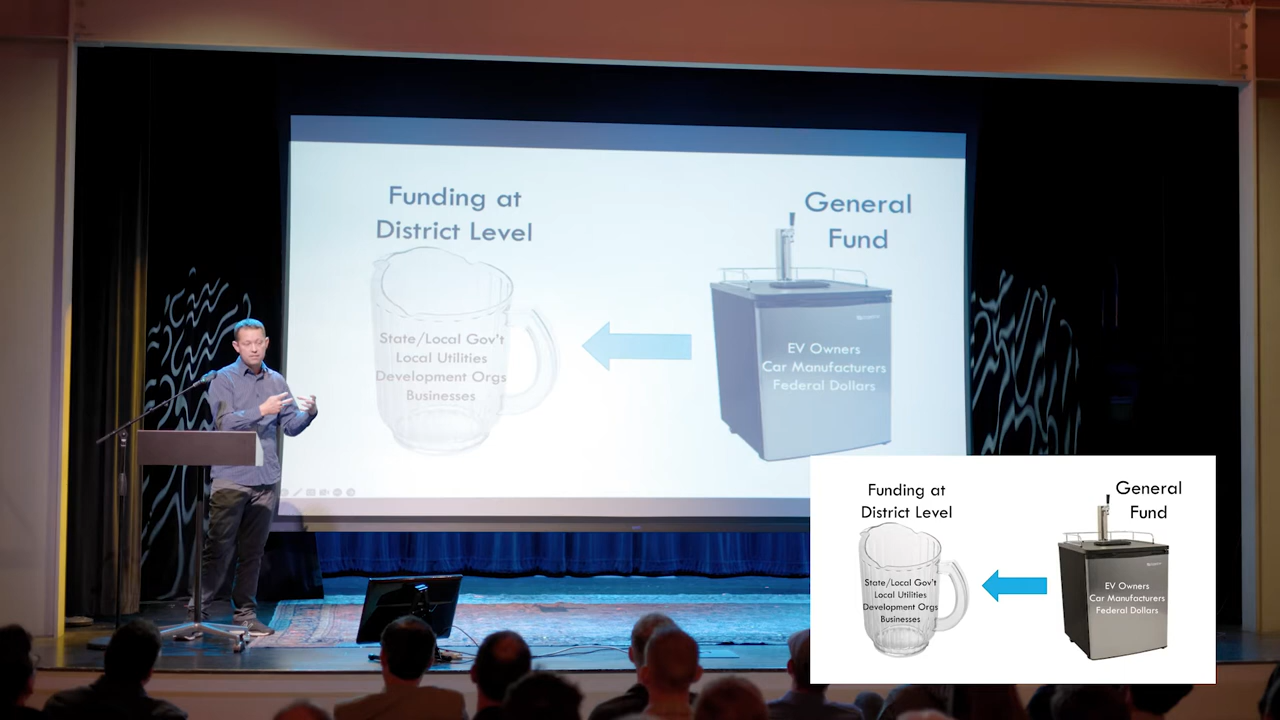 Funding at
District Level
State/Local Gov't
Local Utilities
Development Orgs
Businesses
General
Fund
EV Owners
Car Manufacturers
Federal Dollars
Funding at
District Level
State/Local Gov't
Local Utilities
Development Orgs
Businesses
General
Fund
EV Owners
Car Manufacturers
Federal Dollars